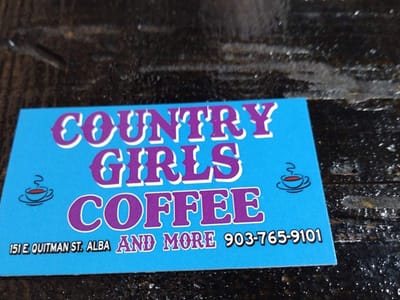 COUNTRY
GIRLS
COFFEE
151 E. QUITMAN ST. ALBA AND MORE 903-765-9101